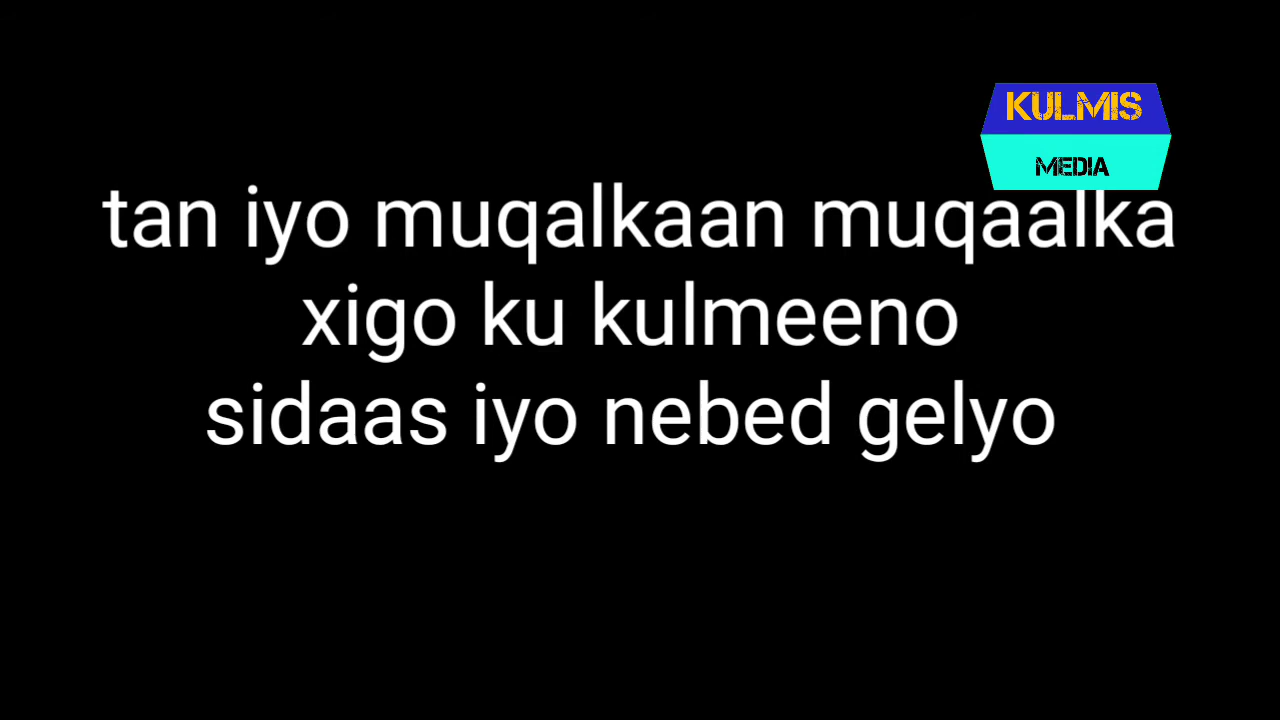 KULMIS
MEDIA
tan iyo muqalkaan muqaalka
xigo ku kulmeeno
sidaas iyo nebed gelyo